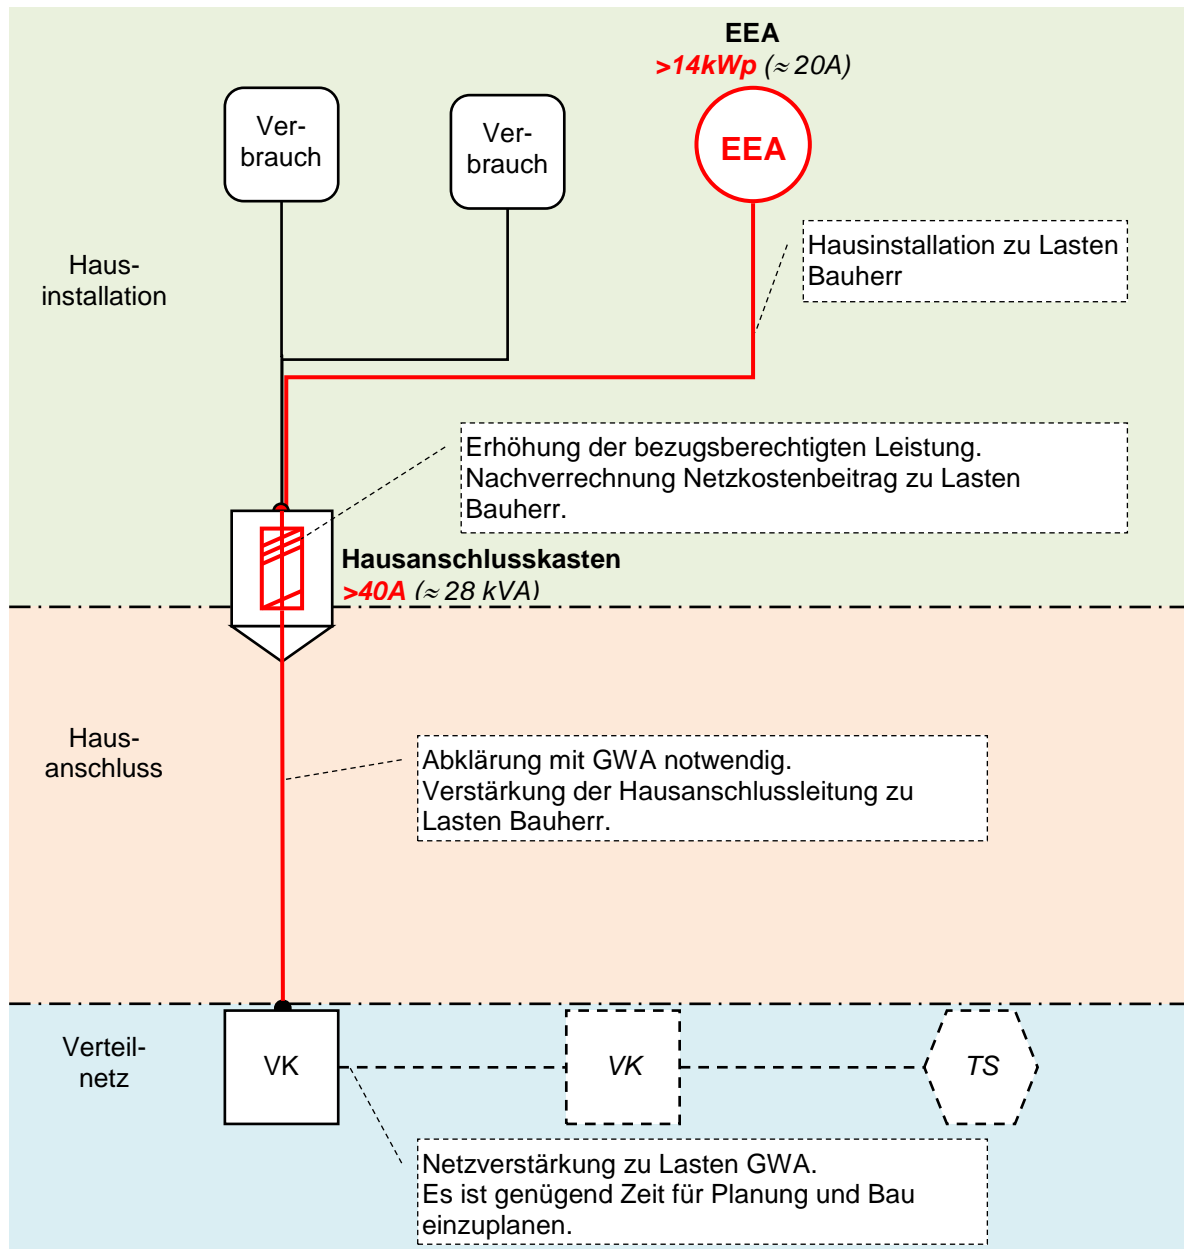 EEA
>14kWp (≈ 20A)
Ver-
brauch
Ver-
brauch
EEA
Hausinstallation zu Lasten
Bauherr
Haus-
installation
Erhöhung der bezugsberechtigten Leistung.
Nachverrechnung Netzkostenbeitrag zu Lasten
Bauherr.
Hausanschlusskasten
>40A (≈ 28 kVA)
Haus-
anschluss
Abklärung mit GWA notwendig.
Verstärkung der Hausanschlussleitung zu
Lasten Bauherr.
Verteil-
netz
VK
VK
TS
Netzverstärkung zu Lasten GWA.
Es ist genügend Zeit für Planung und Bau
einzuplanen.